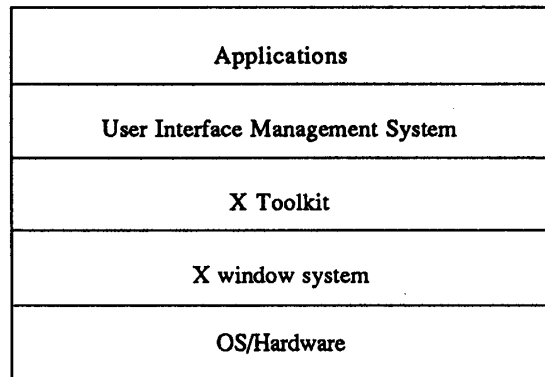 Applications
User Interface Management System
X Toolkit
X window system
OS/Hardware